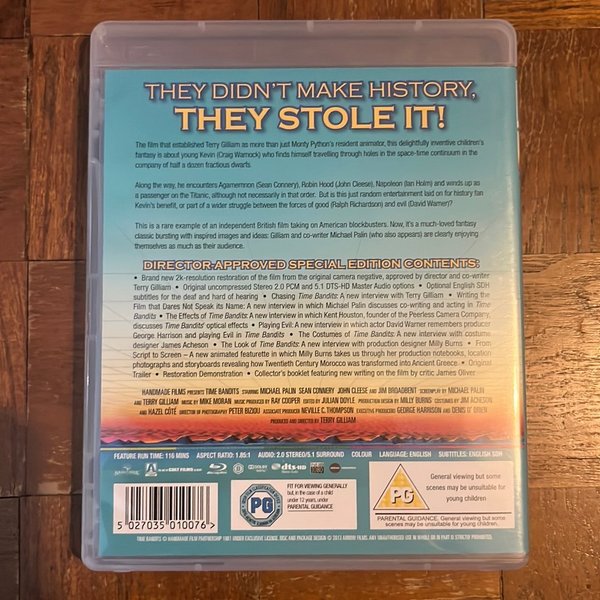 THEY DIDN'T MAKE HISTORY,
THEY STOLE IT!
The film that established Terry Gilliam as more than just Monty Python's resident animator, this delightfully inventive children's
fantasy is about young Kevin (Craig Warnock) who finds himself travelling through holes in the space-time continuum in the
company of half a dozen fractious dwarfs.
Along the way, he encounters Agamemnon (Sean Connery), Robin Hood (John Cleese), Napoleon (Ian Holm) and winds up as
a passenger on the Titanic, although not necessarily in that order. But is this just random entertainment laid on for history fan
Kevin's benefit, or part of a wider struggle between the forces of good (Ralph Richardson) and evil (David Warner)?
This is a rare example of an independent British film taking on American blockbusters. Now, it's a much-loved fantasy
classic bursting with inspired images and ideas: Gilliam and co-writer Michael Palin (who also appears) are clearly enjoying
themselves as much as their audience.
DIRECTOR-APPROVED SPECIAL EDITION CONTENTS:
• Brand new 2k-resolution restoration of the film from the original camera negative, approved by director and co-writer
Terry Gilliam • Original uncompressed Stereo 2.0 PCM and 5.1 DTS-HD Master Audio options • Optional English SDH
subtitles for the deaf and hard of hearing • Chasing Time Bandits: A new interview with Terry Gilliam • Writing the
Film that Dares Not Speak its Name: A new interview in which Michael Palin discusses co-writing and acting in Time
Bandits • The Effects of Time Bandits: A new interview in which Kent Houston, founder of the Peerless Camera Company,
discusses Time Bandits' optical effects • Playing Evil: A new interview in which actor David Warner remembers producer
George Harrison and playing Evil in Time Bandits • The Costumes of Time Bandits: A new interview with costume
designer James Acheson • The Look of Time Bandits: A new interview with production designer Milly Burns • From
Script to Screen – A new animated featurette in which Milly Burns takes us through her production notebooks, location
photographs and storyboards revealing how Twentieth Century Morocco was transformed into Ancient Greece • Original
Trailer • Restoration Demonstration • Collector's booklet featuring new writing on the film by critic James Oliver
HANDMADE FILMS PRESENTS TIME BANDITS STARRING MICHAEL PALIN SEAN CONNERY JOHN CLEESE AND JIM BROADBENT SCREENPLAY BY MICHAEL PALIN
AND TERRY GILLIAM MUSIC BY MIKE MORAN MUSIC PRODUCED BY RAY COOPER EDITED BY JULIAN DOYLE DESIGNED BY MILLY BURNS COSTUMES BY JIM ACHESON
AND HAZEL CÔTÉ DIRECTOR OF PHOTOGRAPHY PETER BIZIOU ASSOCIATE PRODUCER NEVILLE C. THOMPSON EXECUTIVE PRODUCERS GEORGE HARRISON AND DENIS O' BRIEN
PRODUCED AND DIRECTED BY TERRY GILLIAM
FEATURE RUN TIME: 116 MINS ASPECT RATIO: 1.85:1 AUDIO: 2.0 STEREO/5.1 SURROUND COLOUR LANGUAGE: ENGLISH SUBTITLES: ENGLISH SDH
5 027035 010076
PG
FIT FOR VIEWING GENERALLY
but, in the case of a child
under 12 years, under
PARENTAL GUIDANCE
PG
General viewing but some
scenes may be unsuitable for
young children
PARENTAL GUIDANCE. General viewing but some
scenes may be unsuitable for young children.